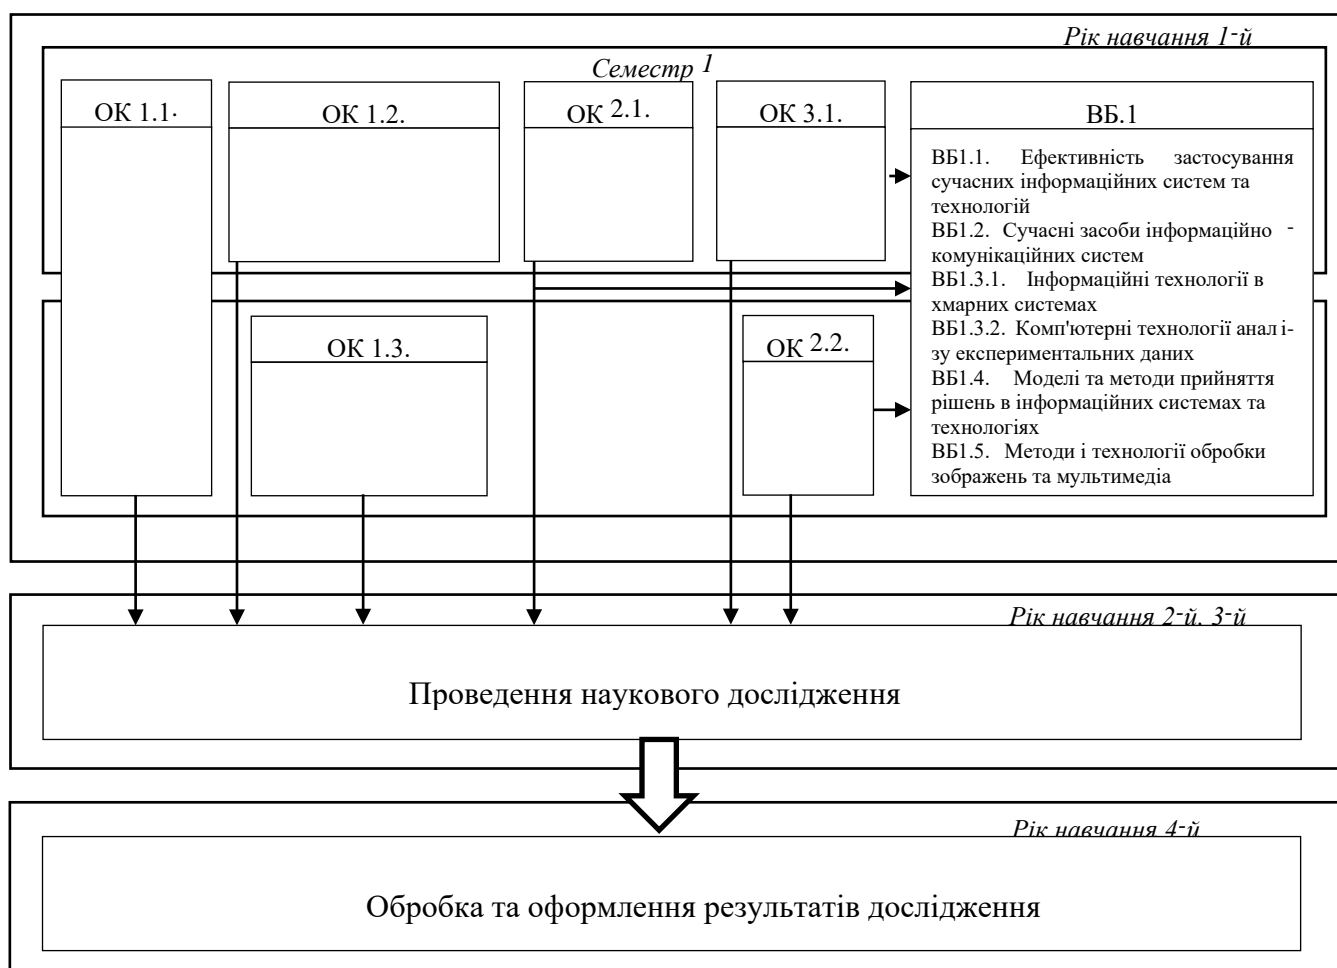 Рік навчання 1-й
Семестр 1
ОК 1.1.
ОК 1.2.
ОК 2.1.
ОК 3.1.
ВБ.1
ВБ1.1. Ефективність застосування
сучасних інформаційних систем та
технологій
ВБ1.2. Сучасні засоби інформаційно -
комунікаційних систем
ВБ1.3.1. Інформаційні технології в
хмарних системах
ВБ1.3.2. Комп'ютерні технології анал і-
зу експериментальних даних
ВБ1.4. Моделі та методи прийняття
рішень в інформаційних системах та
технологіях
ВБ1.5. Методи і технології обробки
зображень та мультимедіа
ОК 1.3.
ОК 2.2.
Рік навчання 2-й, 3-й
Проведення наукового дослідження
Рік навчання 4-й
Обробка та оформлення результатів дослідження